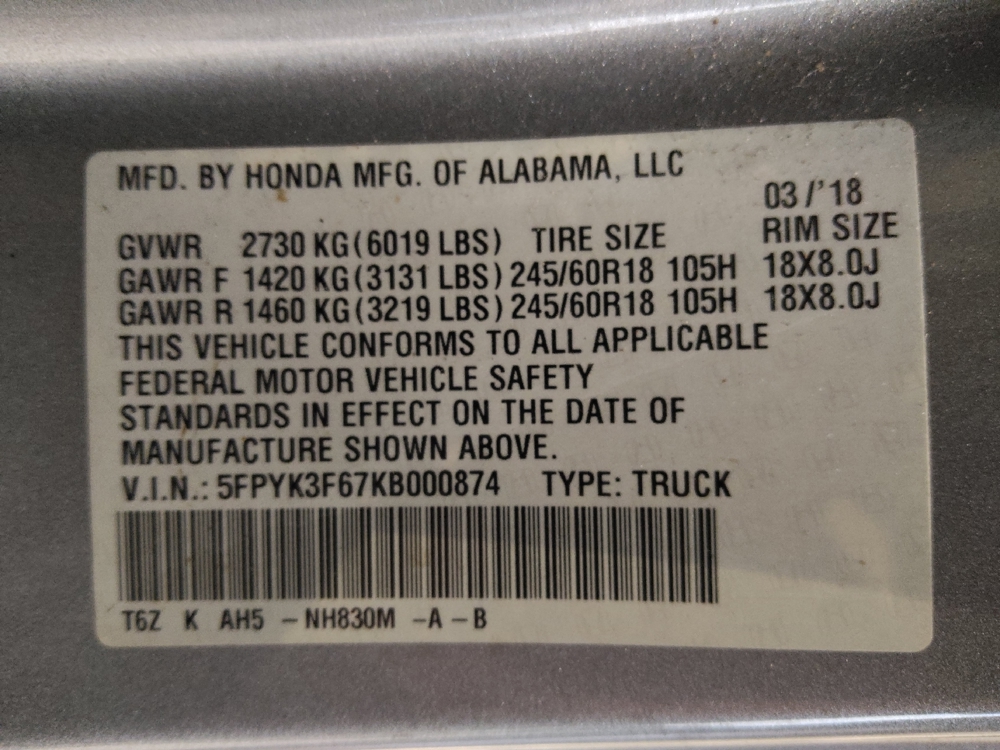 MFD. BY HONDA MFG. OF ALABAMA, LLC
03/'18
GVWR 2730 KG(6019 LBS) TIRE SIZE RIM SIZE
GAWR F 1420 KG(3131 LBS) 245/60R18 105H 18X8.0J
GAWR R 1460 KG(3219 LBS) 245/60R18 105H 18X8.0J
THIS VEHICLE CONFORMS TO ALL APPLICABLE
FEDERAL MOTOR VEHICLE SAFETY
STANDARDS IN EFFECT ON THE DATE OF
MANUFACTURE SHOWN ABOVE.
V.I.N.: 5FPYK3F67KB000874 TYPE: TRUCK
T6Z K AH5 - NH830M -A - B